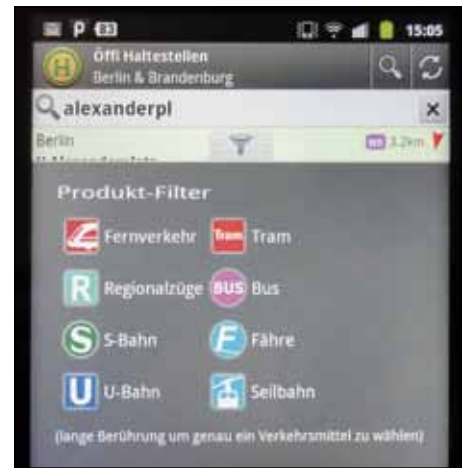 P 83 15:05
H Öffi Haltestellen
Berlin & Brandenburg
alexanderpl x
Berlin 3.2km
Produkt-Filter
Fernverkehr Tram Tram
R Regionalzüge BUS Bus
S S-Bahn F Fähre
U U-Bahn Seilbahn
(lange Berührung um genau ein Verkehrsmittel zu wählen)